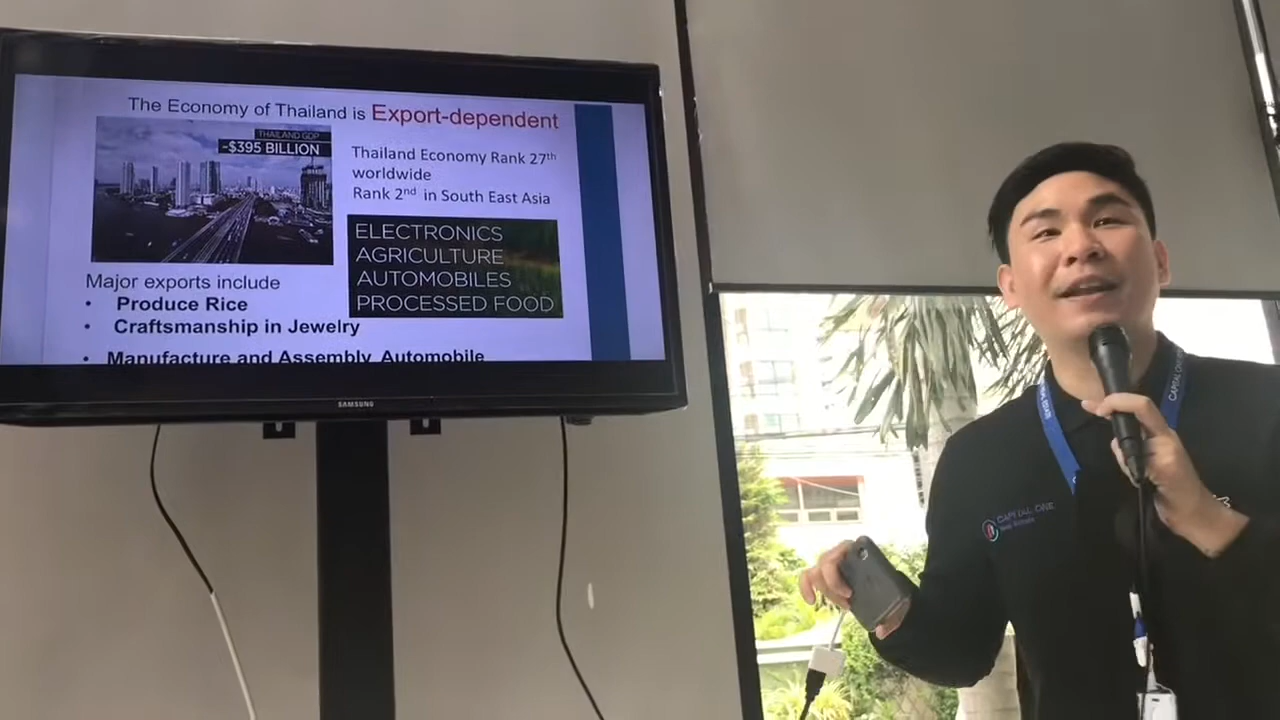 The Economy of Thailand is Export-dependent
THAILAND GDP
~$395 BILLION
Thailand Economy Rank 27th
worldwide
Rank 2nd in South East Asia
ELECTRONICS
AGRICULTURE
AUTOMOBILES
PROCESSED FOOD
Major exports include
• Produce Rice
• Craftsmanship in Jewelry
• Manufacture and Assembly Automobile
SAMSUNG
CAPITAL ONE
CAPITAL ONE